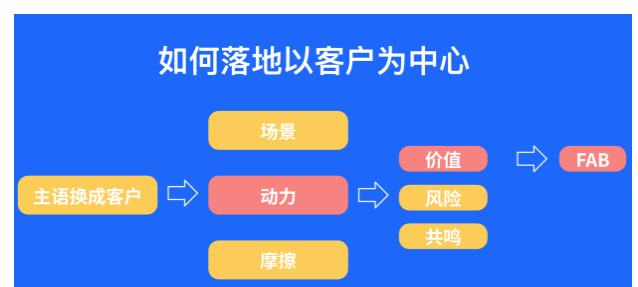 如何落地以客户为中心
场景
价值
FAB
主语换成客户
动力
风险
共鸣
摩擦